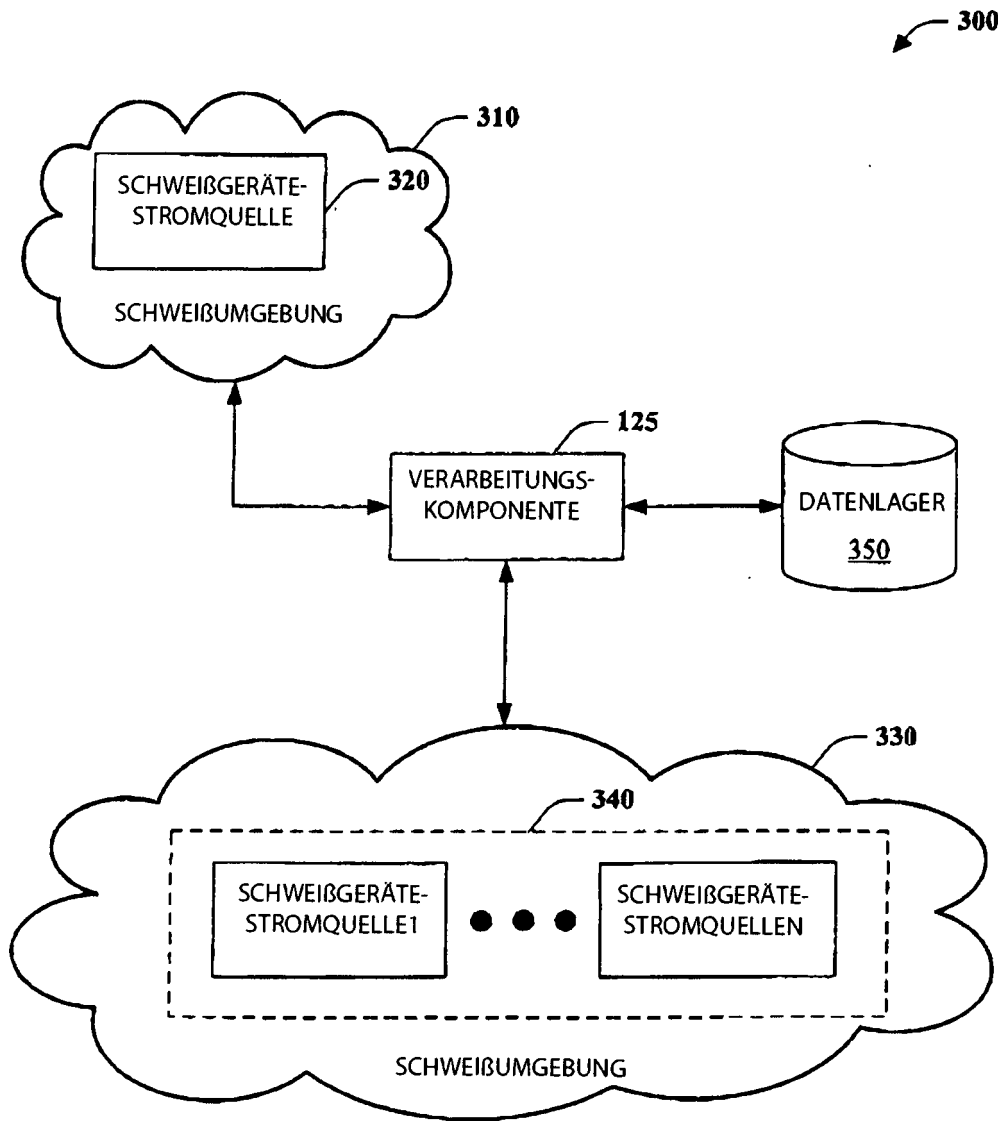 300
310
SCHWEIßGERÄTE-
STROMQUELLE
320
SCHWEIßUMGEBUNG
125
VERARBEITUNGS-
KOMPONENTE
DATENLAGER
350
330
340
SCHWEIßGERÄTE-
STROMQUELLE1
SCHWEIßGERÄTE-
STROMQUELLEN
SCHWEIßUMGEBUNG